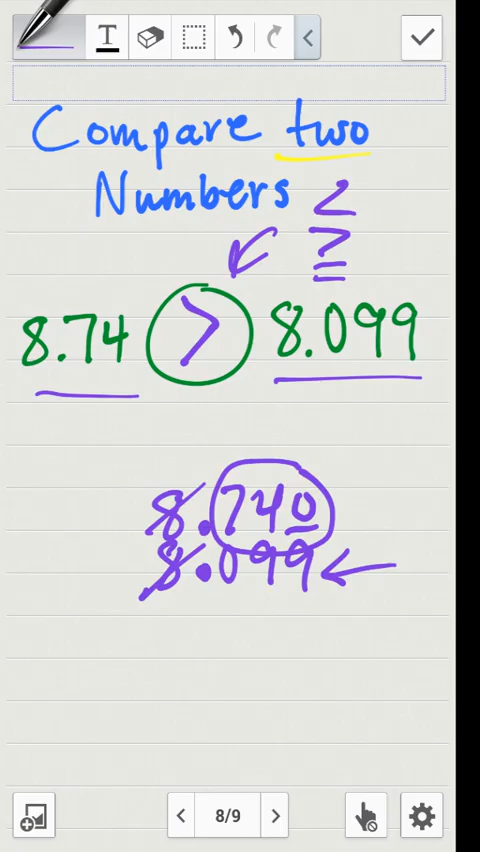 T
Compare two
Numbers <
>
=
8.74 > 8.099
8.740
8.099
8/9